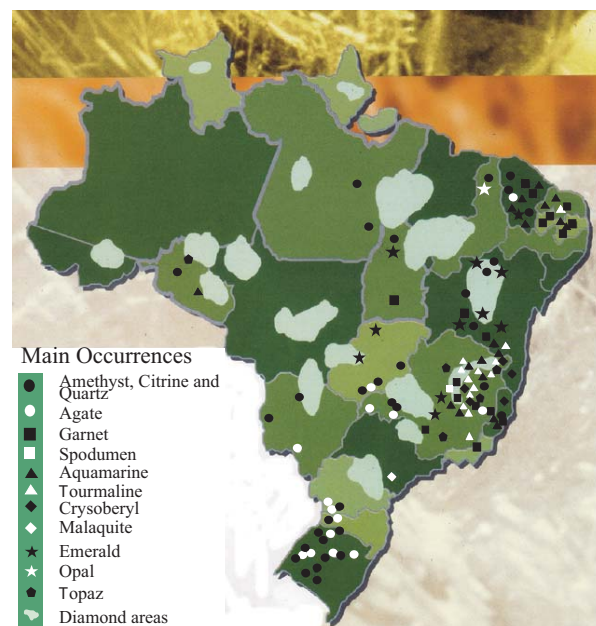 Main Occurrences
Amethyst, Citrine and
Quartz
Agate
Garnet
Spodumen
Aquamarine
Tourmaline
Crysoberyl
Malaquite
Emerald
Opal
Topaz
Diamond areas